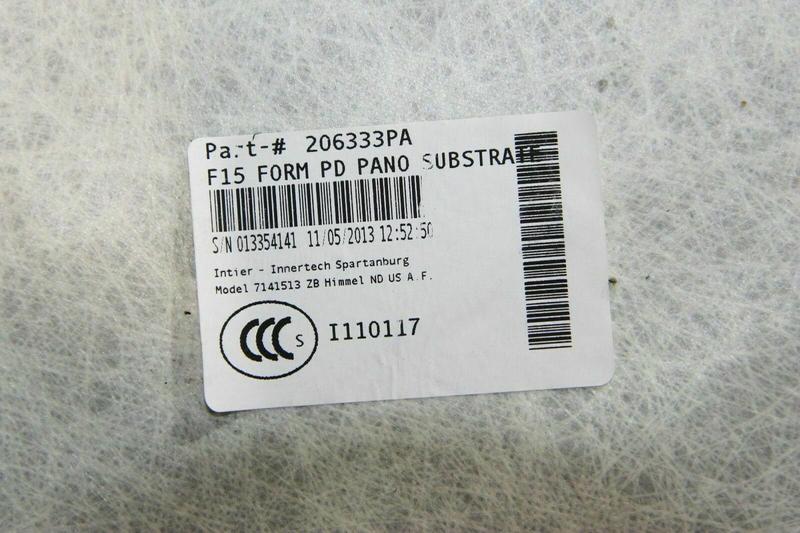 Part-# 206333PA
F15 FORM PD PANO SUBSTRATE
S/N 013354141 11/05/2013 12:52:50
Intier - Innertech Spartanburg
Model 7141513 ZB Himmel ND US A.F.
CCC S I110117